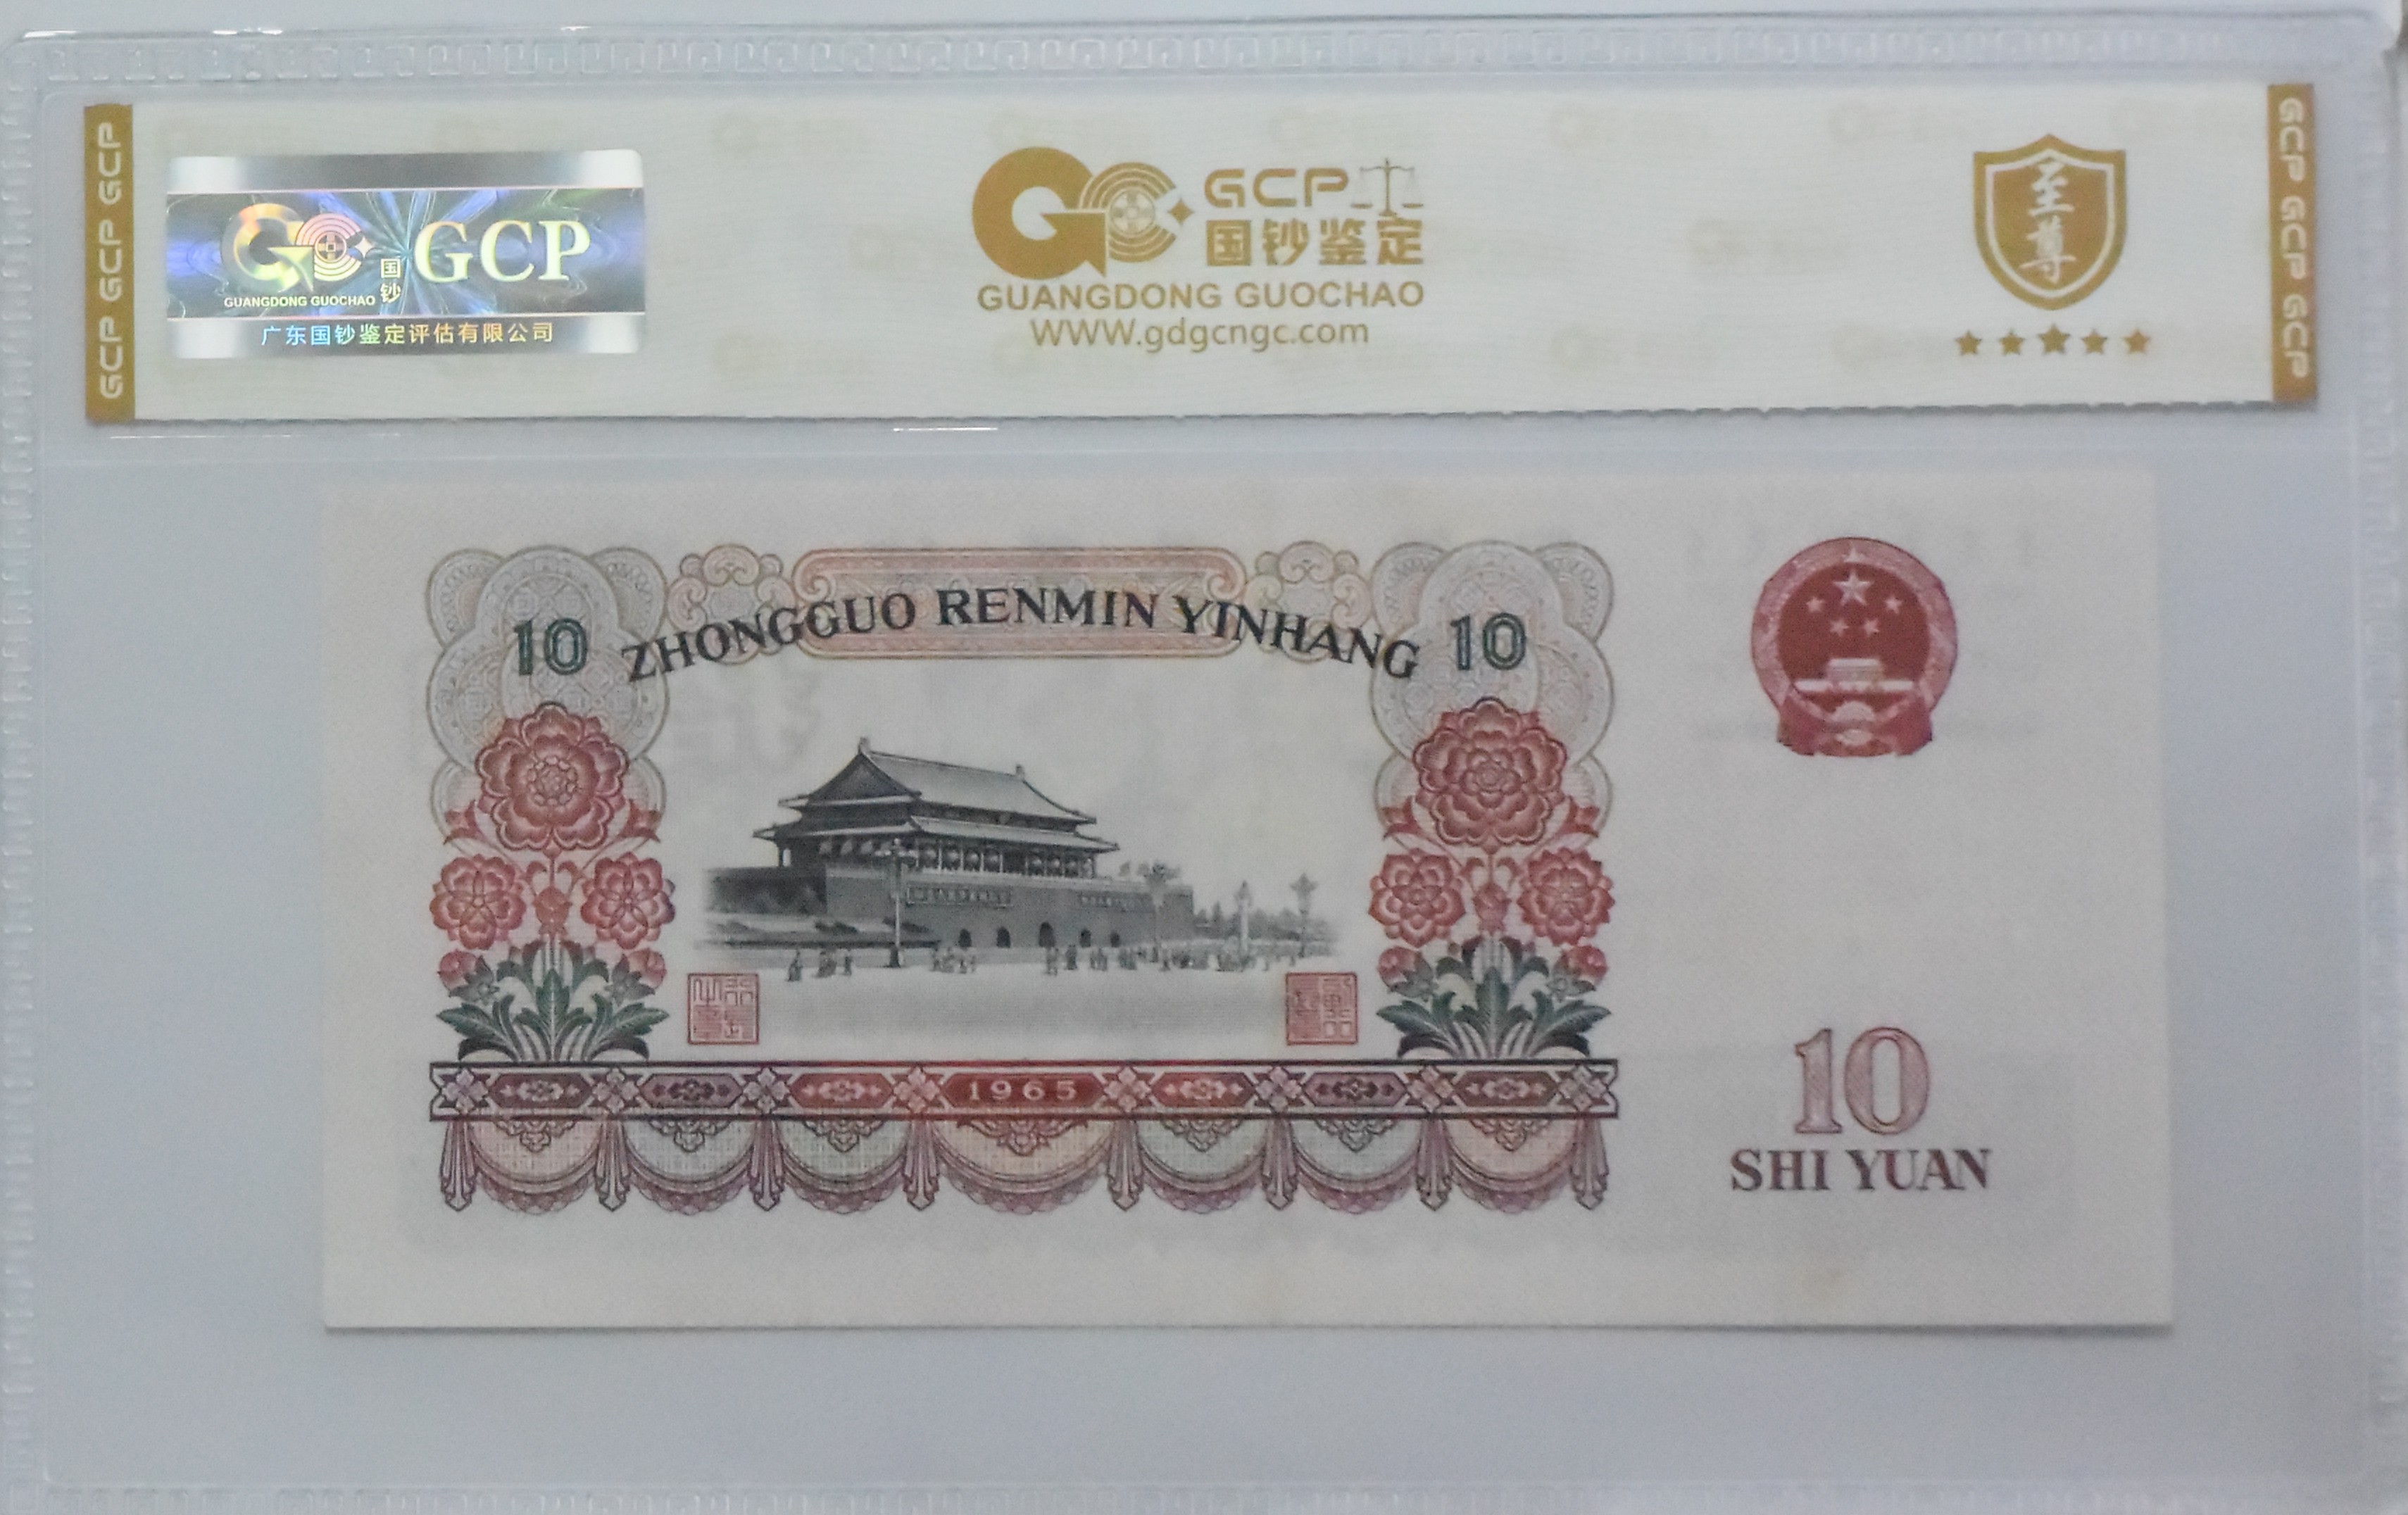 GCP GCP GCP
国钞 GCP
GUANGDONG GUOCHAO
广东国钞鉴定评估有限公司
GCP
国钞鉴定
GUANGDONG GUOCHAO
WWW.gdgcngc.com
至尊
GCP GCP GCP
10 ZHONGGUO RENMIN YINHANG 10
1965
10
SHI YUAN